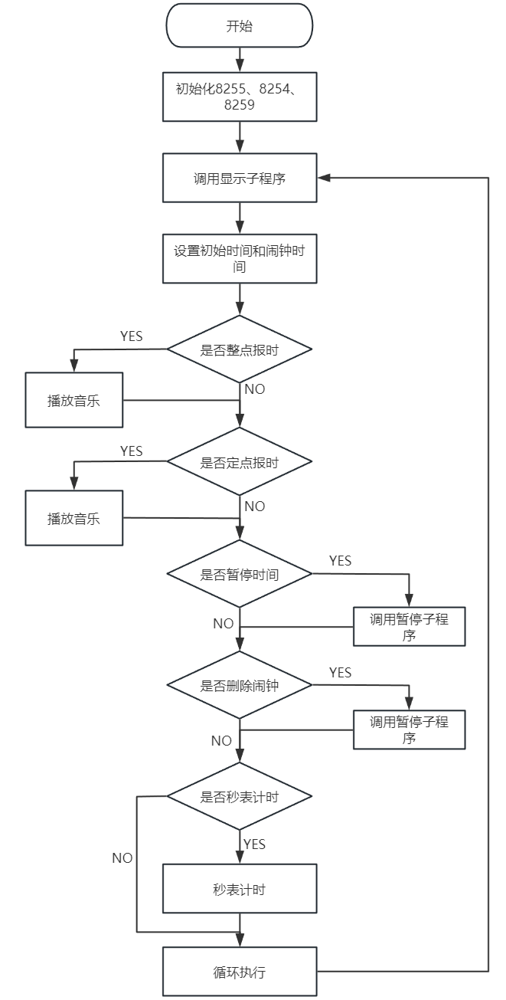 开始
初始化8255、8254、
8259
调用显示子程序
设置初始时间和闹钟时
间
YES
是否整点报时
NO
播放音乐
YES
是否定点报时
NO
播放音乐
是否暂停时间
YES
调用暂停子程
序
NO
是否删除闹钟
YES
调用暂停子程
序
NO
是否秒表计时
NO
YES
秒表计时
循环执行